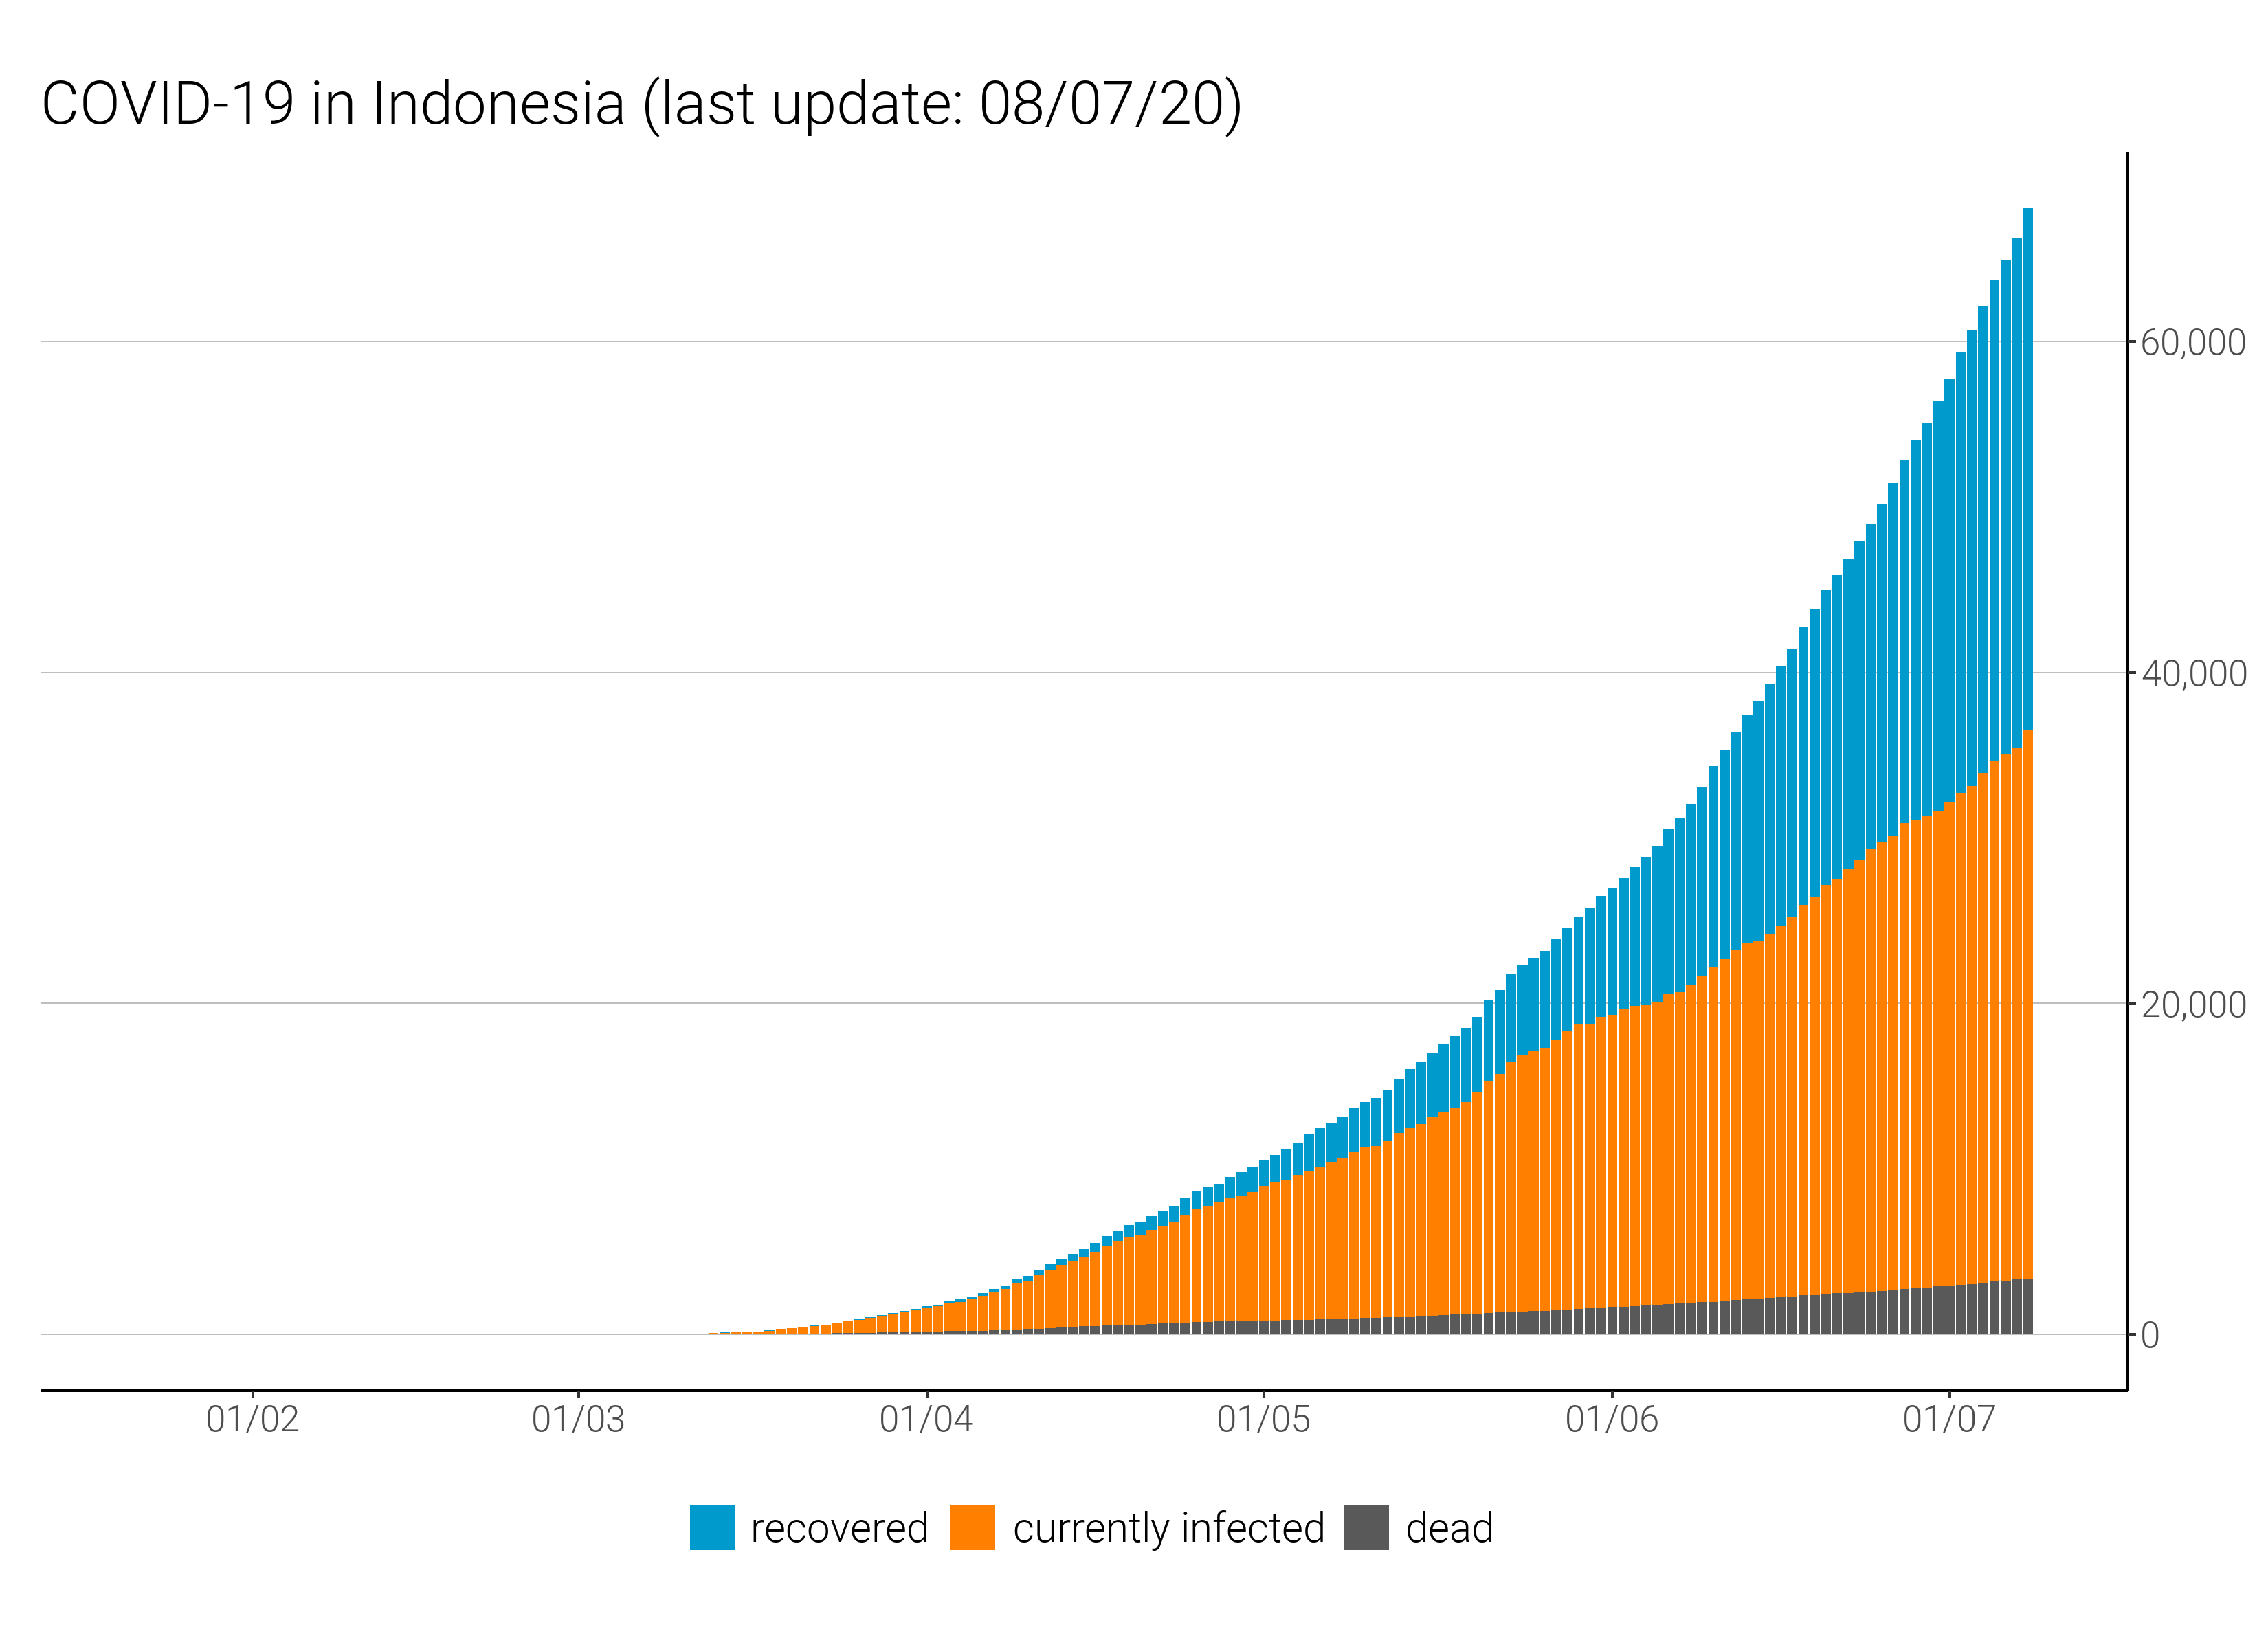 COVID-19 in Indonesia (last update: 08/07/20)
60,000
40,000
20,000
0
01/02 01/03 01/04 01/05 01/06 01/07
recovered currently infected dead